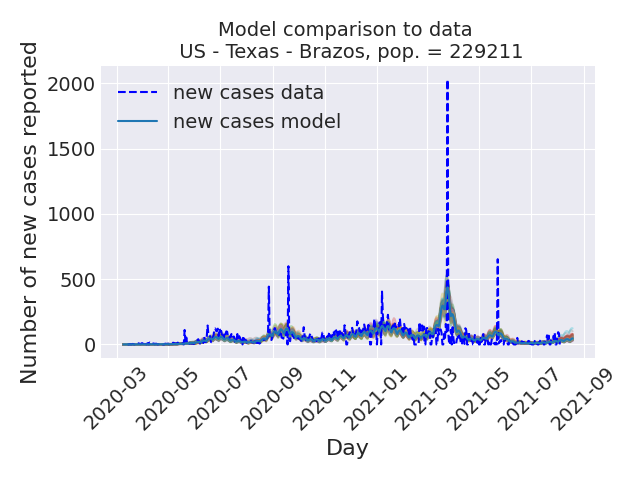 Model comparison to data
US - Texas - Brazos, pop. = 229211
new cases data
new cases model
Number of new cases reported
2000
1500
1000
500
0
2020-03
2020-05
2020-07
2020-09
2020-11
2021-01
2021-03
2021-05
2021-07
2021-09
Day